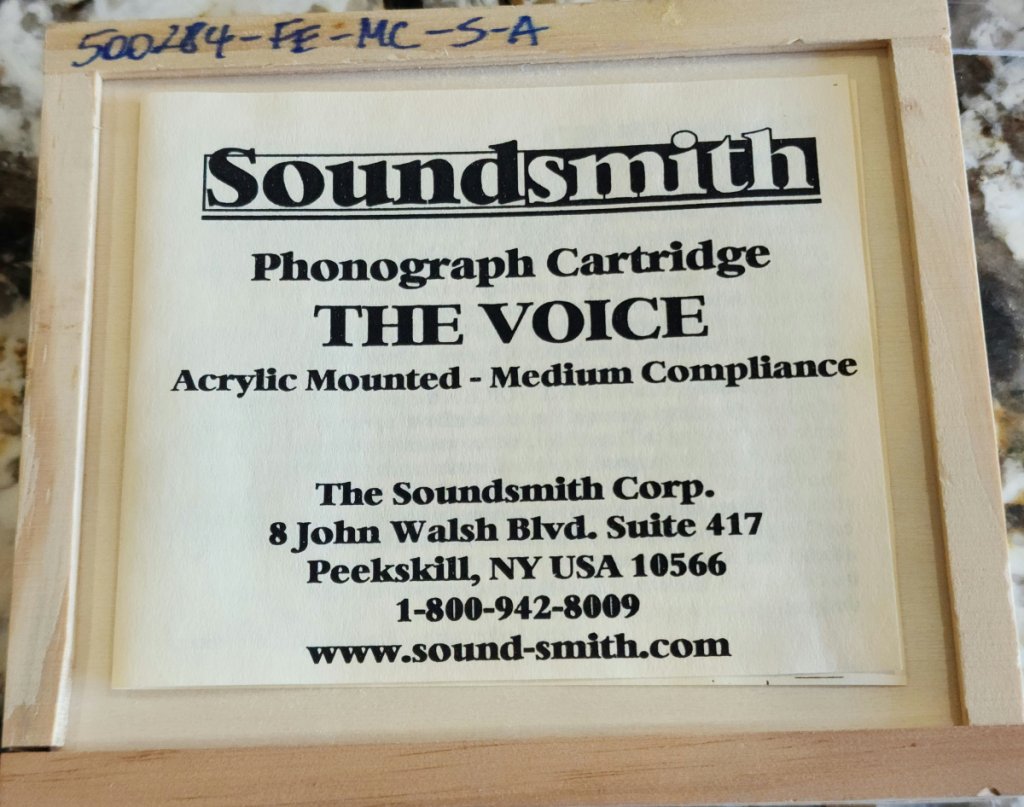 500284-FE-MC-S-A
Soundsmith
Phonograph Cartridge
THE VOICE
Acrylic Mounted - Medium Compliance
The Soundsmith Corp.
8 John Walsh Blvd. Suite 417
Peekskill, NY USA 10566
1-800-942-8009
www.sound-smith.com